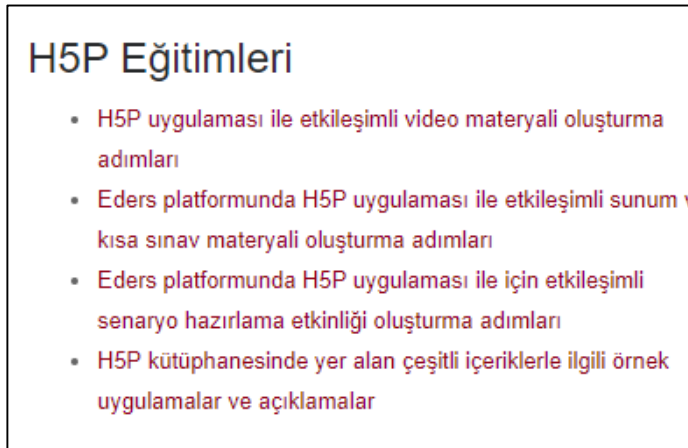 H5P Eğitimleri
H5P uygulaması ile etkileşimli video materyali oluşturma
adımları
Eders platformunda H5P uygulaması ile etkileşimli sunum
kısa sınav materyali oluşturma adımları
Eders platformunda H5P uygulaması ile için etkileşimli
senaryo hazırlama etkinliği oluşturma adımları
H5P kütüphanesinde yer alan çeşitli içeriklerle ilgili örnek
uygulamalar ve açıklamalar